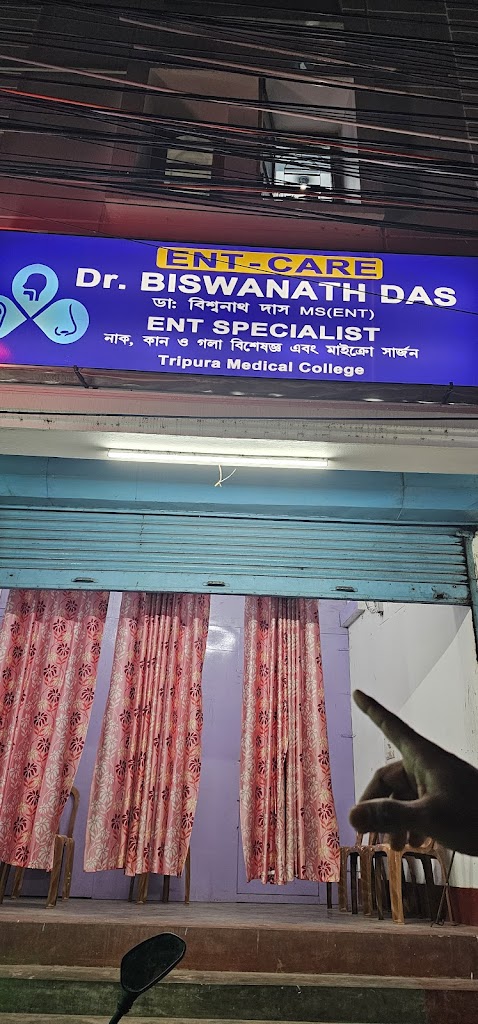 ENT-CARE
Dr. BISWANATH DAS
ডা: বিশ্বনাথ দাস MS(ENT)
ENT SPECIALIST
নাক, কান ও গলা বিশেষজ্ঞ এবং মাইক্রো সার্জন
Tripura Medical College